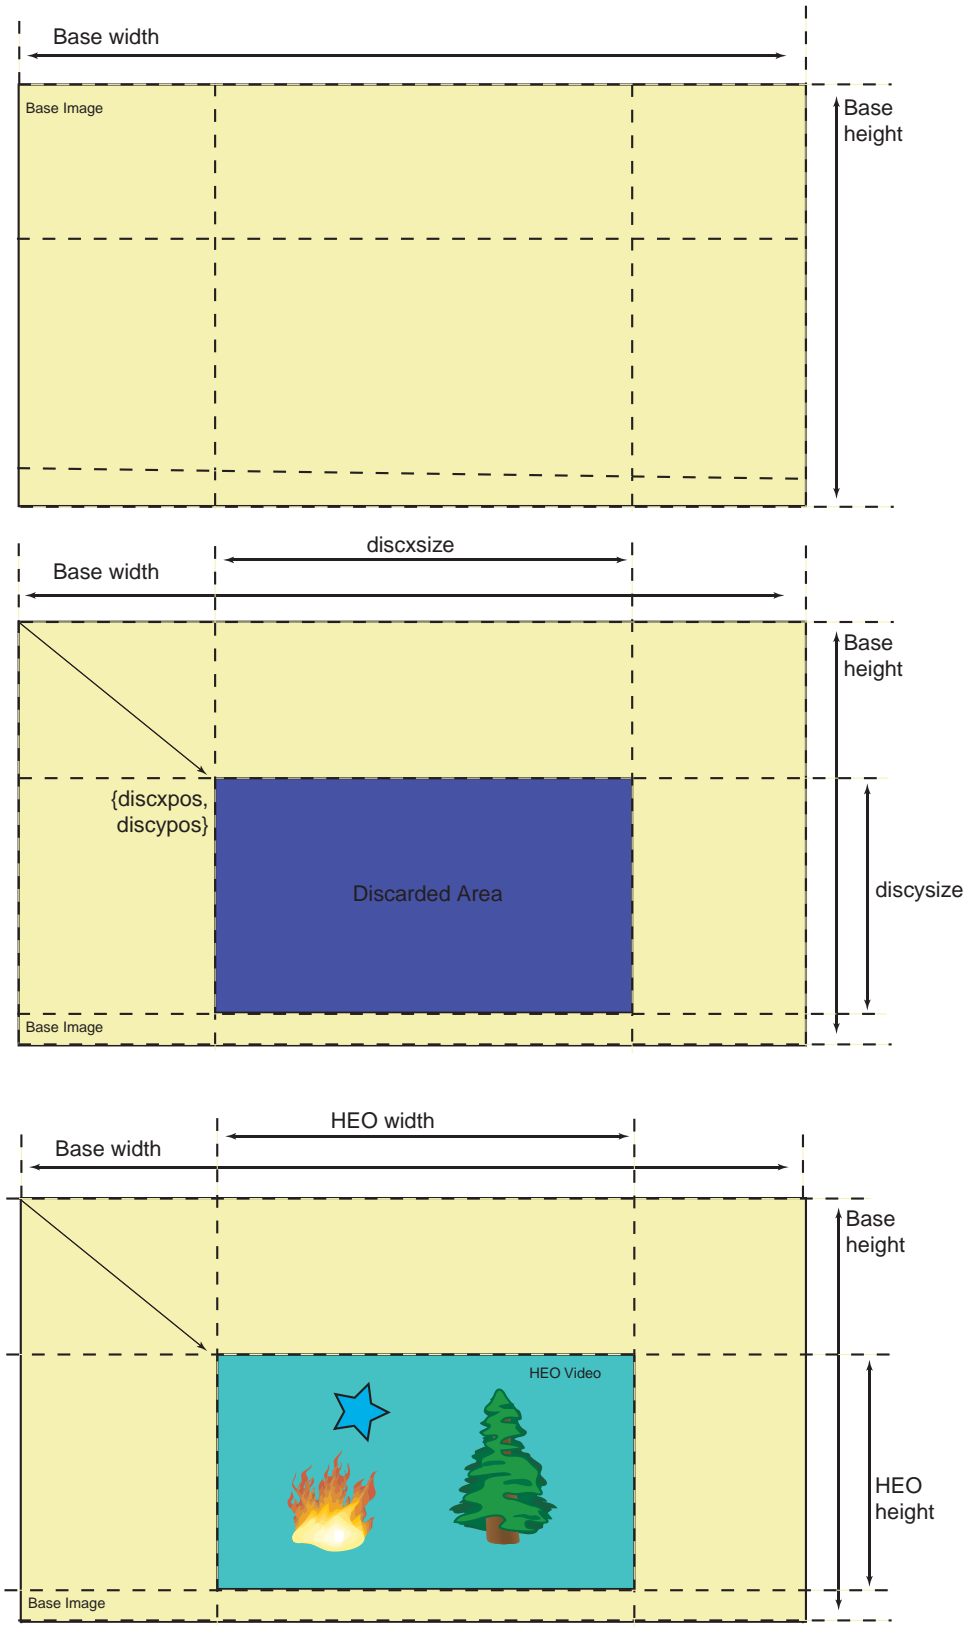 Base width
Base Image
Base
height
discxsize
Base width
Base
height
{discxpos,
discypos}
Discarded Area
discysize
Base Image
HEO width
Base width
Base
height
HEO Video
HEO
height
Base Image